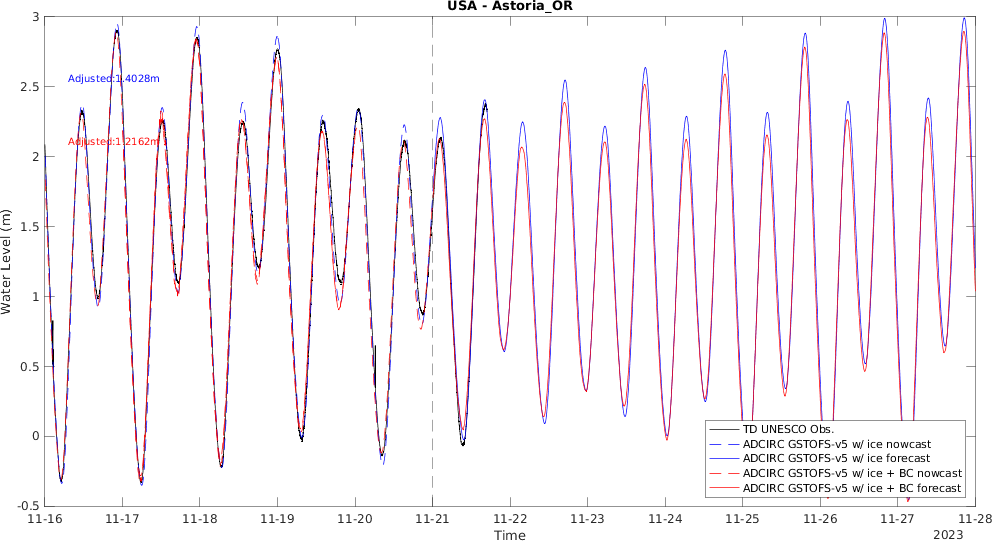 USA - Astoria_OR
3
2.5
2
1.5
1
0.5
0
-0.5
Water Level (m)
Adjusted:1.4028m
Adjusted:1.2162m
TD UNESCO Obs.
ADCIRC GSTOFS-v5 w/ ice nowcast
ADCIRC GSTOFS-v5 w/ ice forecast
ADCIRC GSTOFS-v5 w/ ice + BC nowcast
ADCIRC GSTOFS-v5 w/ ice + BC forecast
11-16 11-17 11-18 11-19 11-20 11-21 11-22 11-23 11-24 11-25 11-26 11-27 11-28
Time
2023